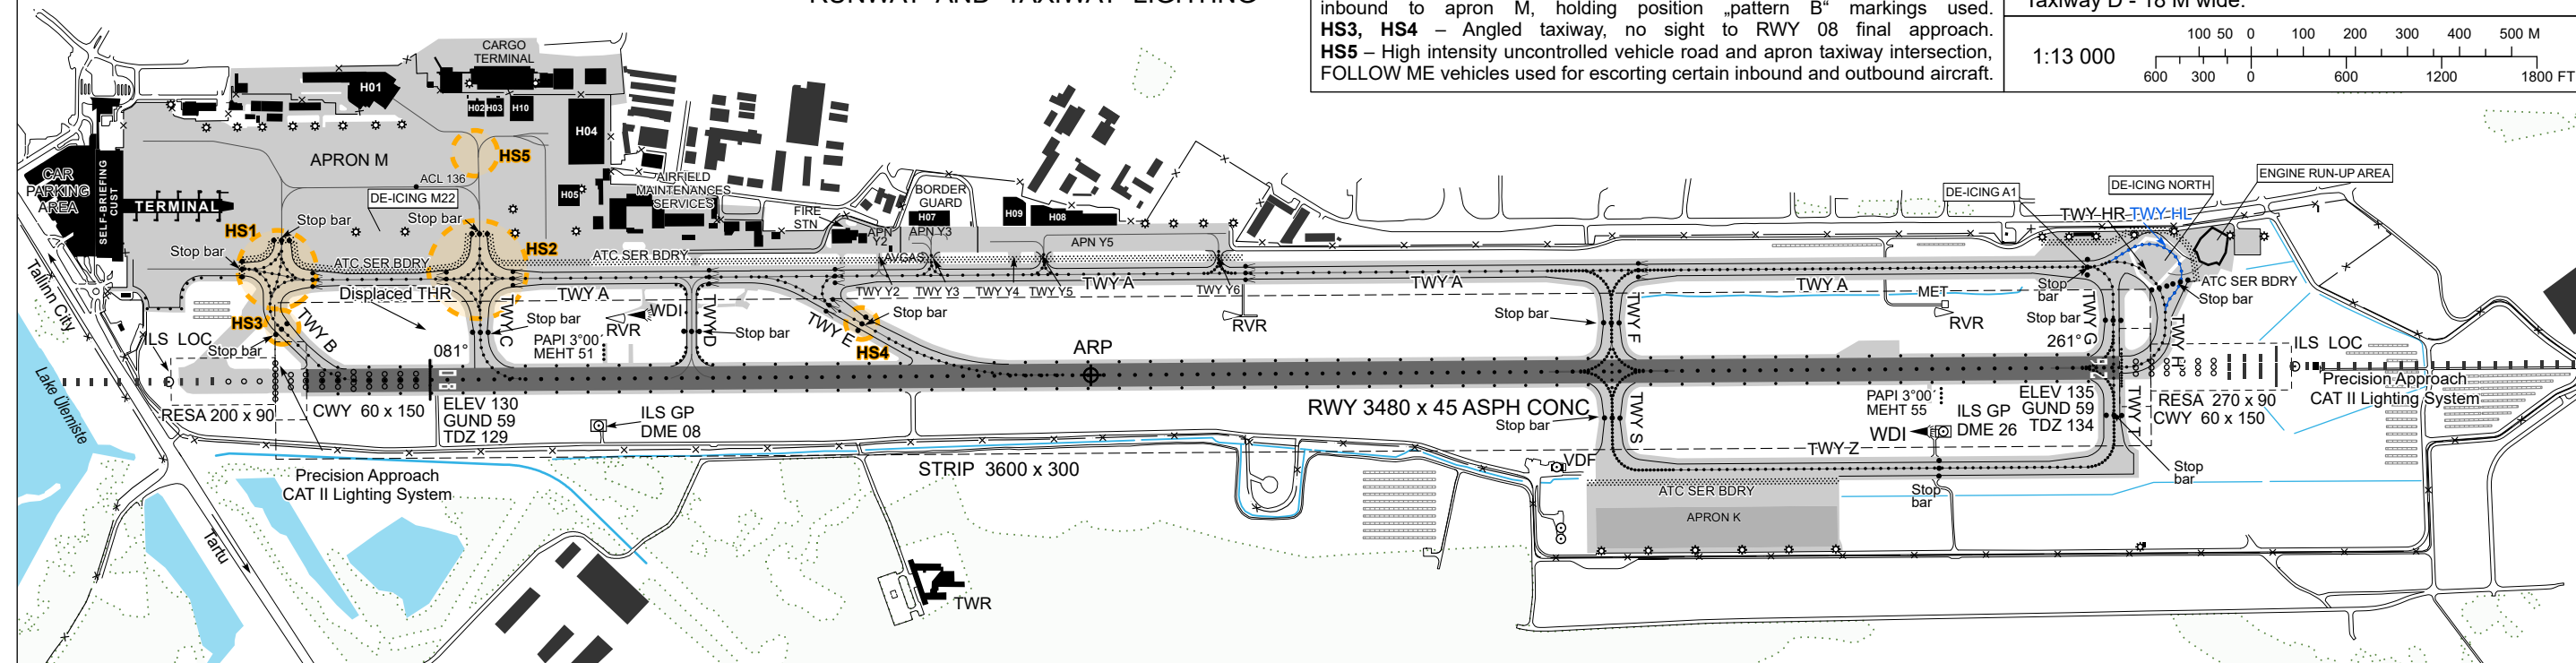 RUNWAY AND TAXIWAY LIGHTING
inbound to apron M, holding position „pattern B“ markings used.
HS3, HS4 – Angled taxiway, no sight to RWY 08 final approach.
HS5 – High intensity uncontrolled vehicle road and apron taxiway intersection,
FOLLOW ME vehicles used for escorting certain inbound and outbound aircraft.
Taxiway D - 18 M wide.
1:13 000
100 50 0 100 200 300 400 500 M
600 300 0 600 1200 1800 FT
CARGO
TERMINAL
H01
H02
H03
H10
H04
HS5
APRON M
ACL 136
DE-ICING M22
H05
CAR
PARKING
AREA
SELF-BRIEFING
CUST
TERMINAL
AIRFIELD
MAINTENANCES
SERVICES
FIRE
STN
BORDER
GUARD
H07
H09
H08
APN
Y2
APN Y3
APN Y5
AVGAS
HS1
Stop bar
Stop bar
Stop bar
HS2
ATC SER BDRY
ATC SER BDRY
Displaced THR
TWY A
TWY A
TWY A
TWY A
TWY Y2
TWY Y3
TWY Y4
TWY Y5
TWY Y6
DE-ICING A1
DE-ICING NORTH
ENGINE RUN-UP AREA
TWY HR
TWY HL
ATC SER BDRY
Stop bar
Stop
bar
Stop bar
TWY G
TWY H
261°
MET
RVR
Tallinn City
Lake Ülemiste
Tartu
ILS LOC
HS3
Stop bar
TWY B
081°
TWY C
Stop bar
PAPI 3°00'
MEHT 51
RVR
WDI
TWY D
Stop bar
TWY E
Stop bar
HS4
ARP
RVR
Stop bar
TWY F
ILS LOC
Precision Approach
CAT II Lighting System
RESA 200 x 90
CWY 60 x 150
ELEV 130
GUND 59
TDZ 129
ILS GP
DME 08
RWY 3480 x 45 ASPH CONC
Stop bar
TWY S
PAPI 3°00'
MEHT 55
WDI
ILS GP
DME 26
ELEV 135
GUND 59
TDZ 134
TWY T
RESA 270 x 90
CWY 60 x 150
STRIP 3600 x 300
Precision Approach
CAT II Lighting System
VDF
TWY Z
Stop
bar
Stop
bar
ATC SER BDRY
APRON K
TWR